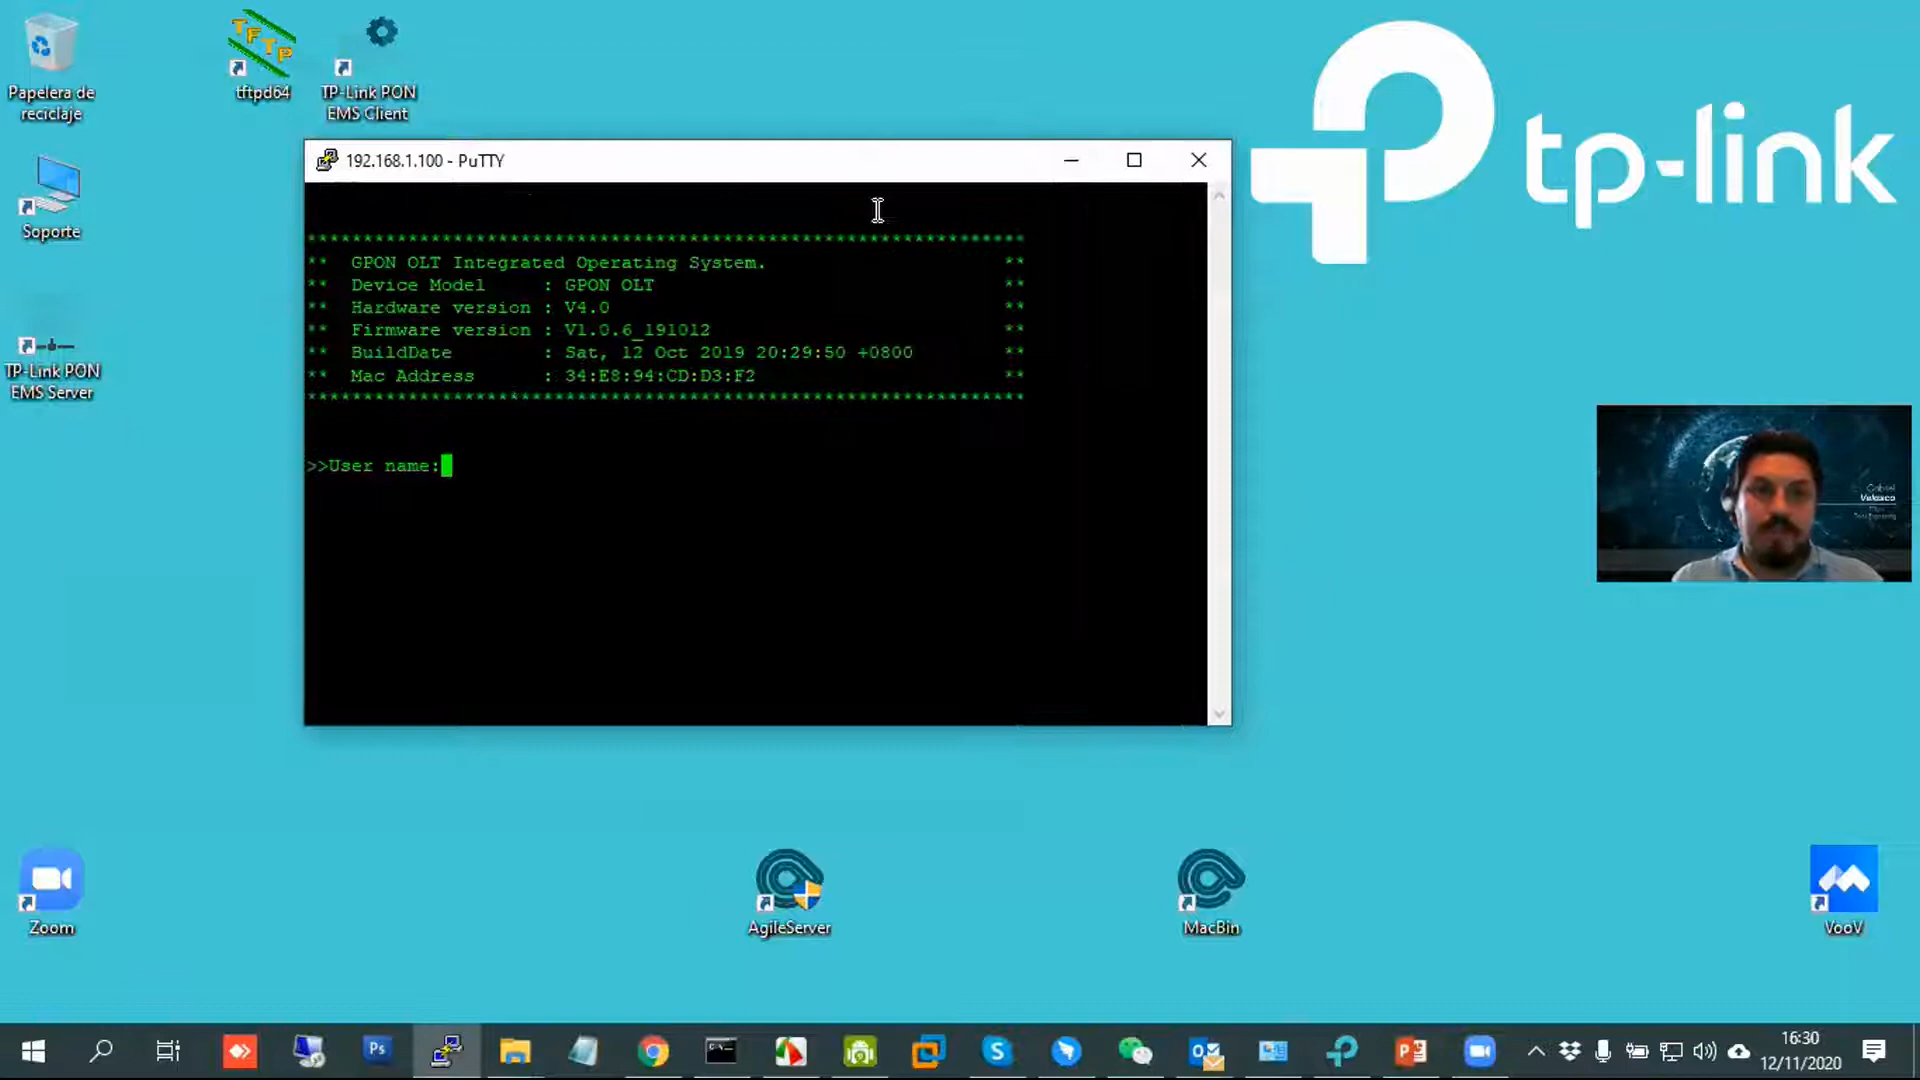 Papelera de
reciclaje
tftpd64
TP-Link PON
EMS Client
tp-link
Soporte
TP-Link PON
EMS Server
192.168.1.100 - PuTTY
*****************************************************************
** GPON OLT Integrated Operating System. **
** Device Model : GPON OLT **
** Hardware version : V4.0 **
** Firmware version : V1.0.6_191012 **
** BuildDate : Sat, 12 Oct 2019 20:29:50 +0800 **
** Mac Address : 34:E8:94:CD:D3:F2 **
*****************************************************************
>>User name:
Gabriel
Velasco
Zoom
AgileServer
MacBin
VooV
Ps
16:30
12/11/2020